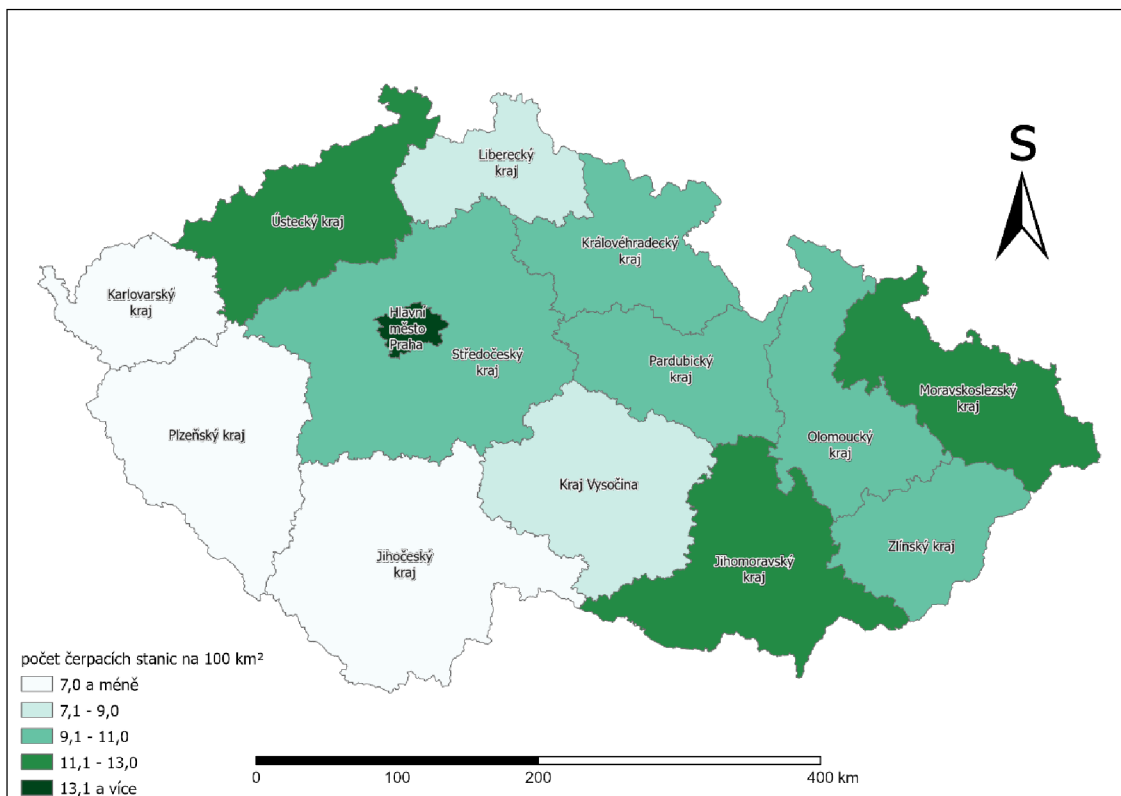 S
Liberecký
kraj
Ústecký kraj
Královéhradecký
kraj
Karlovarský
kraj
Hlavní
město
Praha
Středočeský
kraj
Pardubický
kraj
Moravskoslezský
kraj
Plzeňský kraj
Olomoucký
kraj
Kraj Vysočina
Zlínský kraj
Jihočeský
kraj
Jihomoravský
kraj
počet čerpacích stanic na 100 km²
7,0 a méně
7,1 - 9,0
9,1 - 11,0
11,1 - 13,0
13,1 a více
0 100 200 400 km